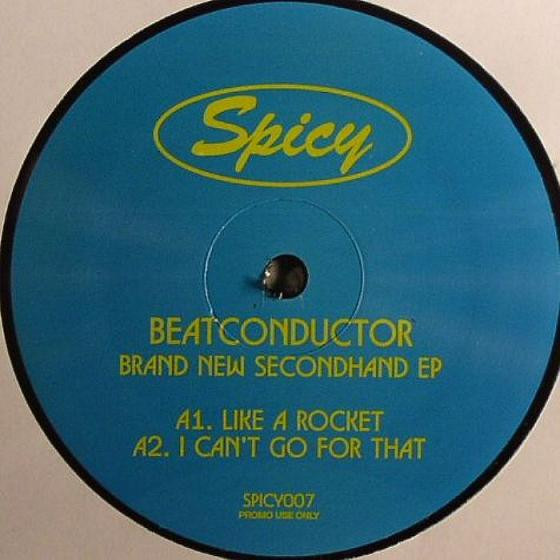 Spicy
BEATCONDUCTOR
BRAND NEW SECONDHAND EP
A1. LIKE A ROCKET
A2. I CAN'T GO FOR THAT
SPICY007
PROMO USE ONLY